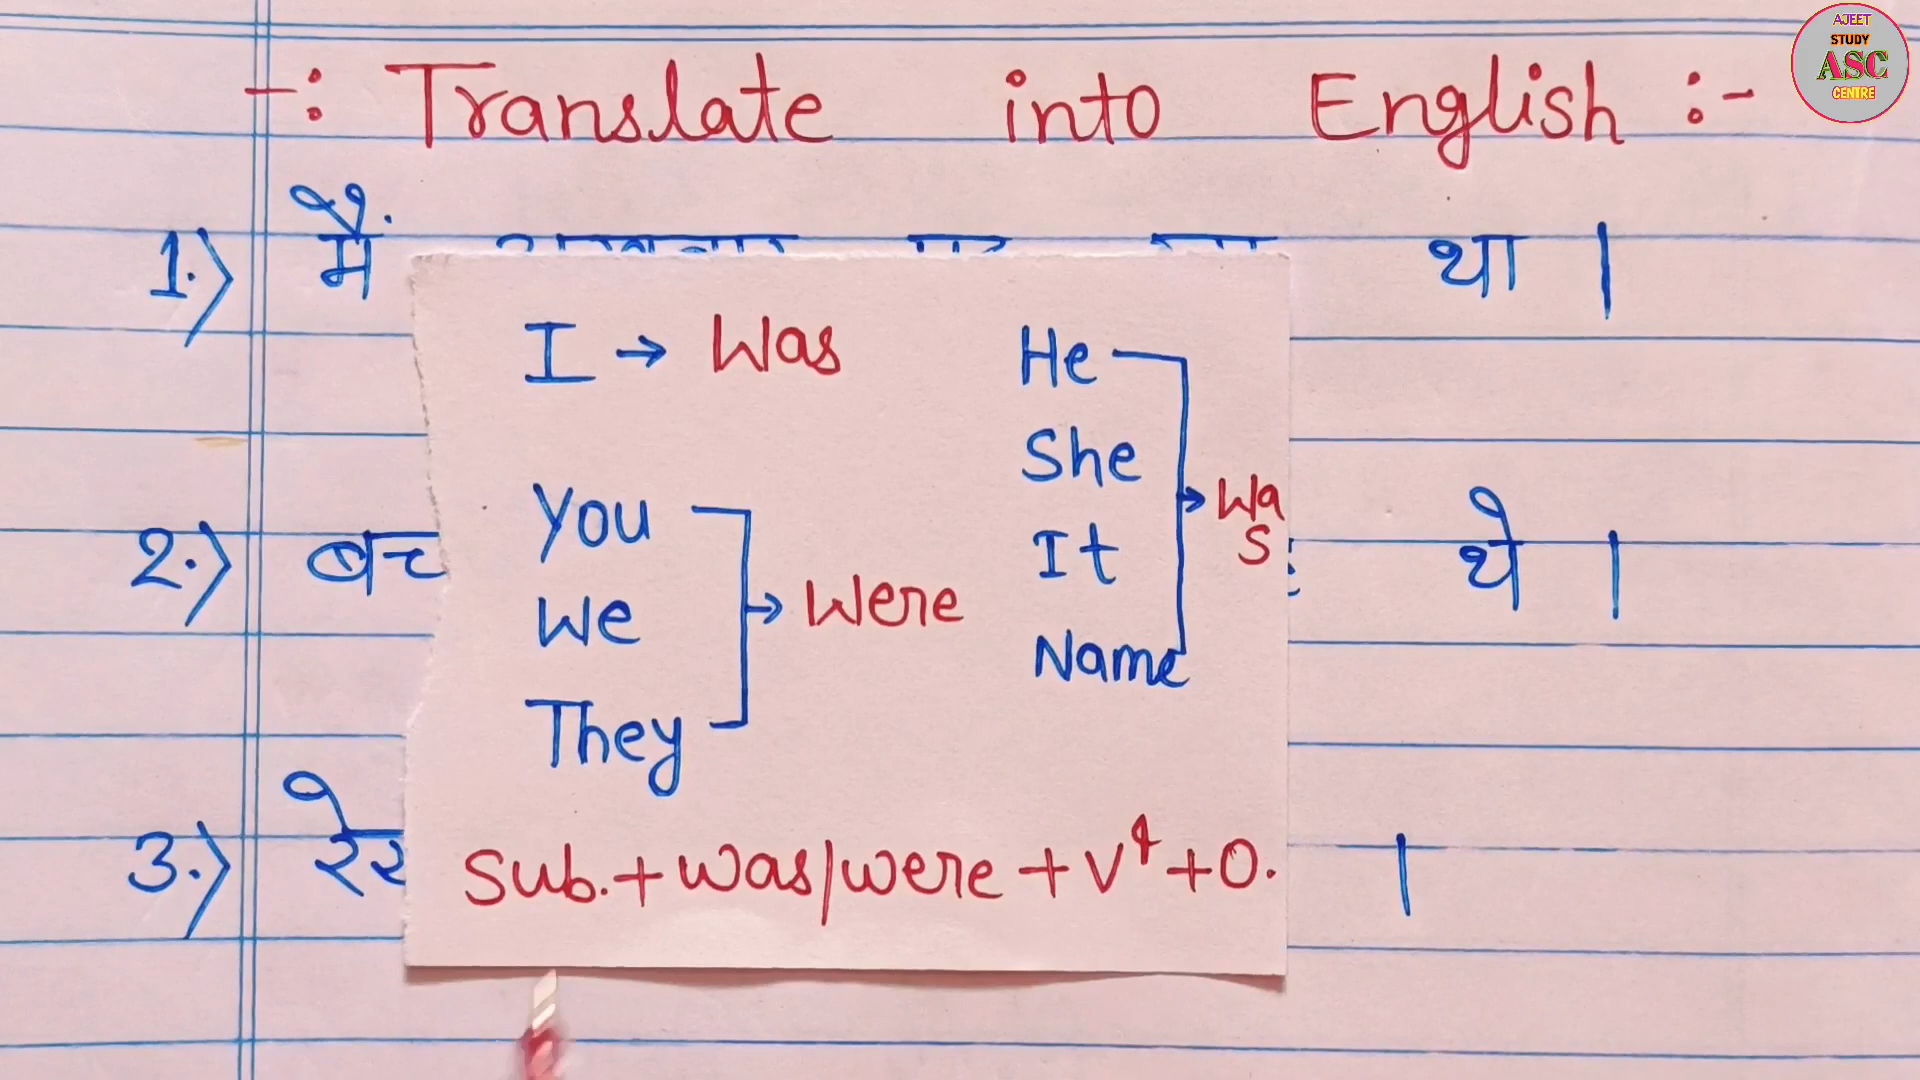 -: Translate into English :-
AJEET
STUDY
ASC
CENTRE
1.) मैं था ।
I → Was
You
We
They
→ Were
He
She
It
Name
→ Wa
s
2.) थे ।
3.) ।
Sub. + was/were + V⁴ + O.